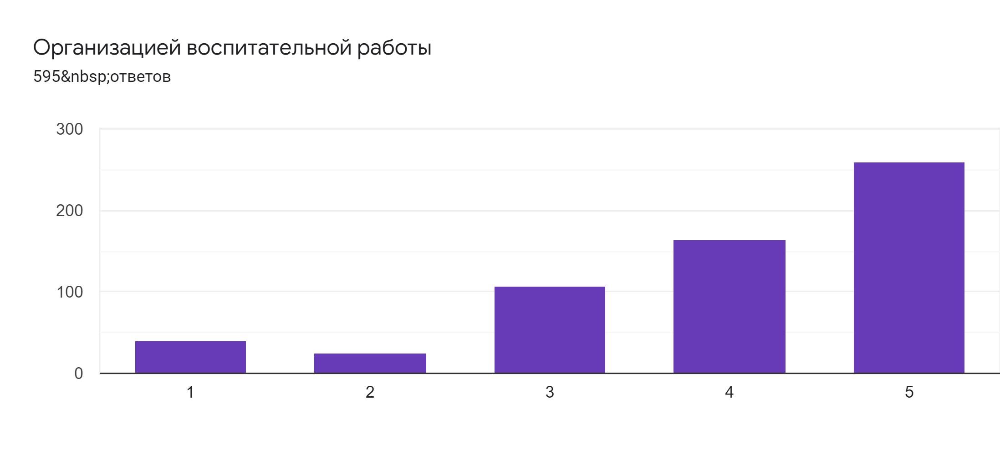 Организацией воспитательной работы
595&nbsp;ответов
300
200
100
0
1 2 3 4 5